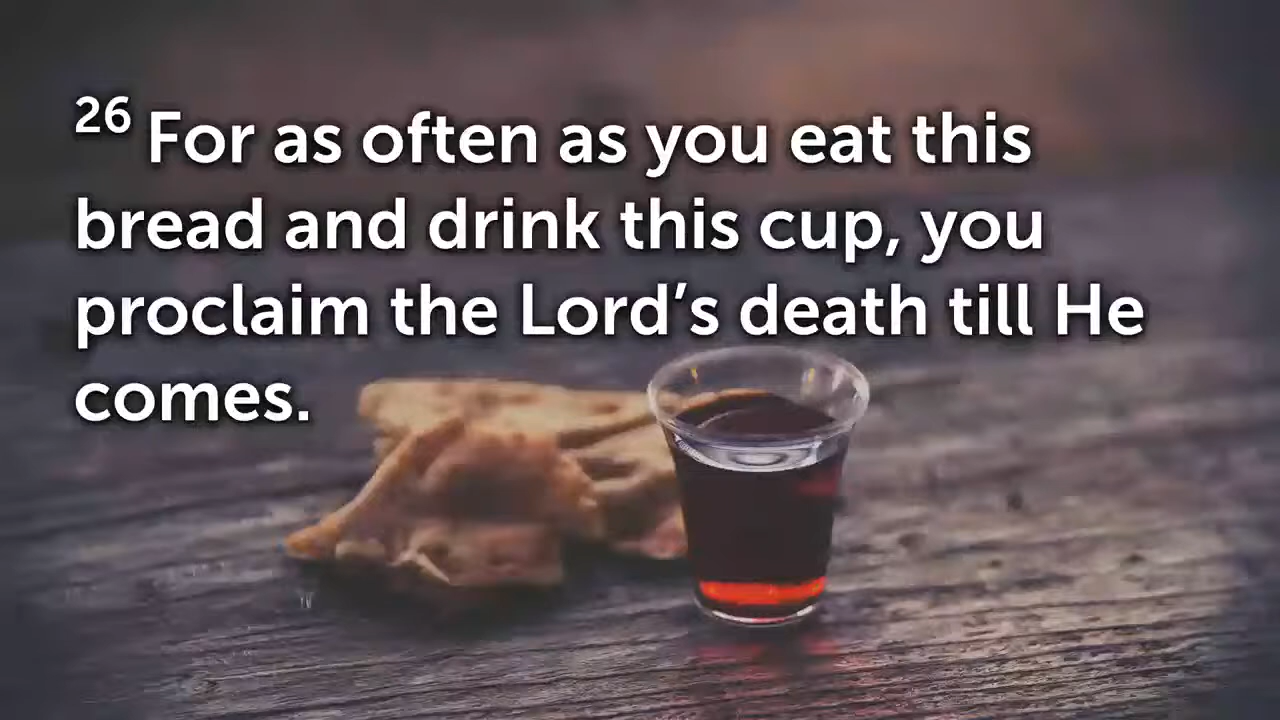 26 For as often as you eat this
bread and drink this cup, you
proclaim the Lord’s death till He
comes.